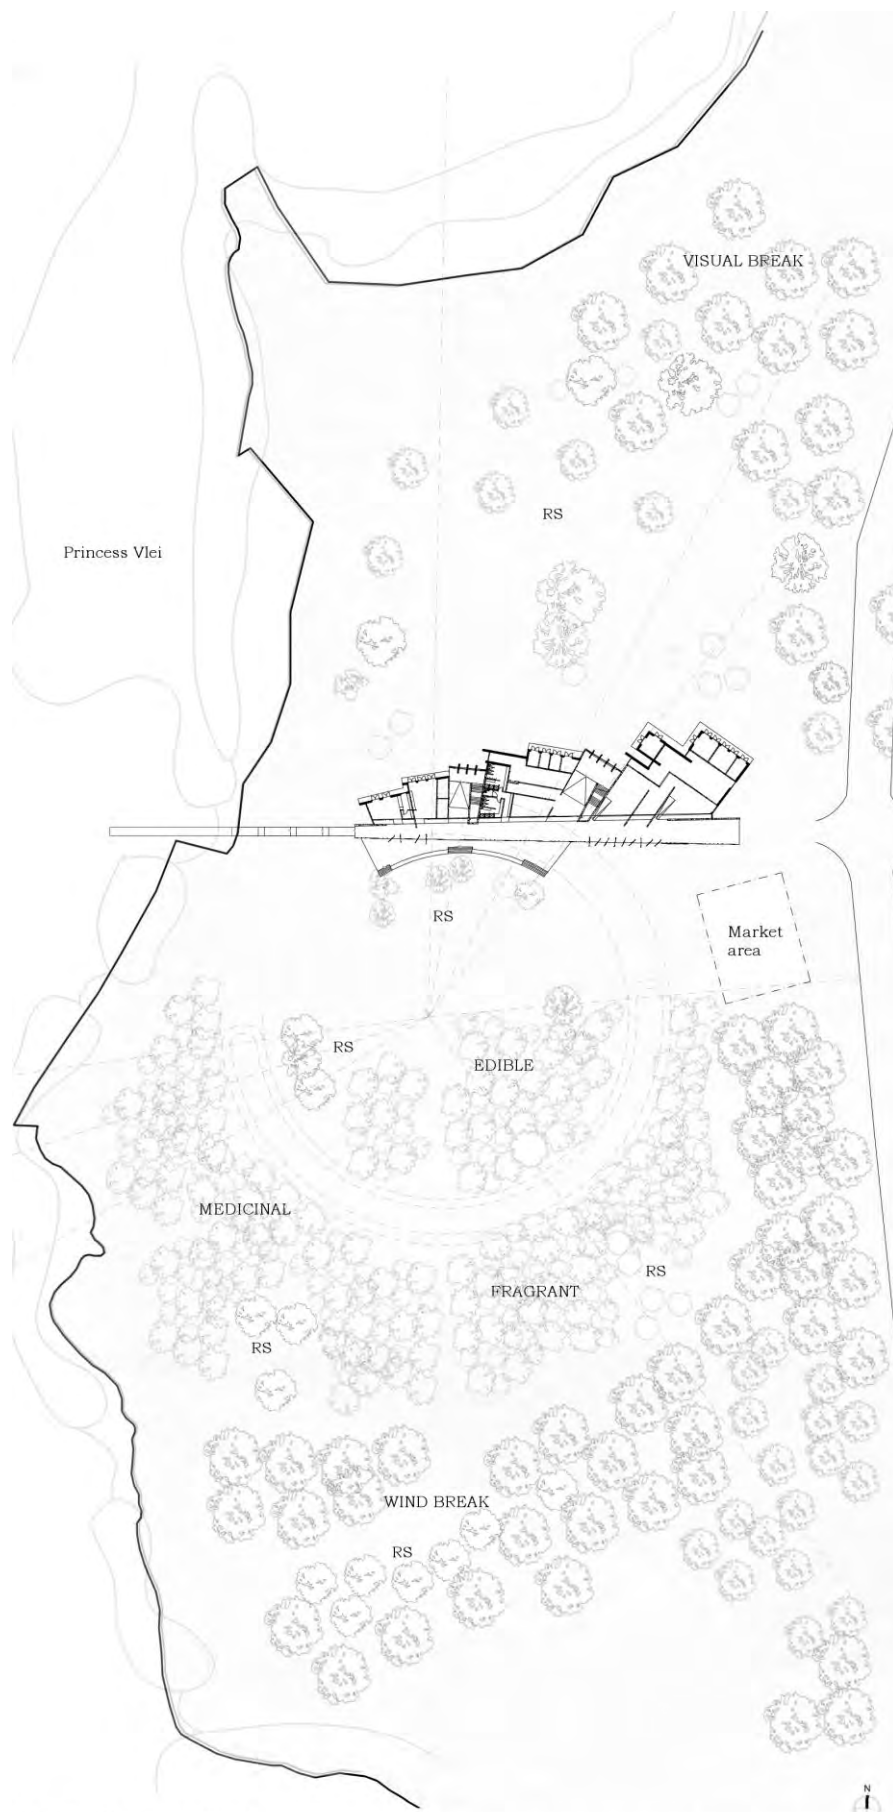 VISUAL BREAK
RS
Princess Vlei
RS
Market
area
RS
EDIBLE
MEDICINAL
RS
FRAGRANT
RS
WIND BREAK
RS
N